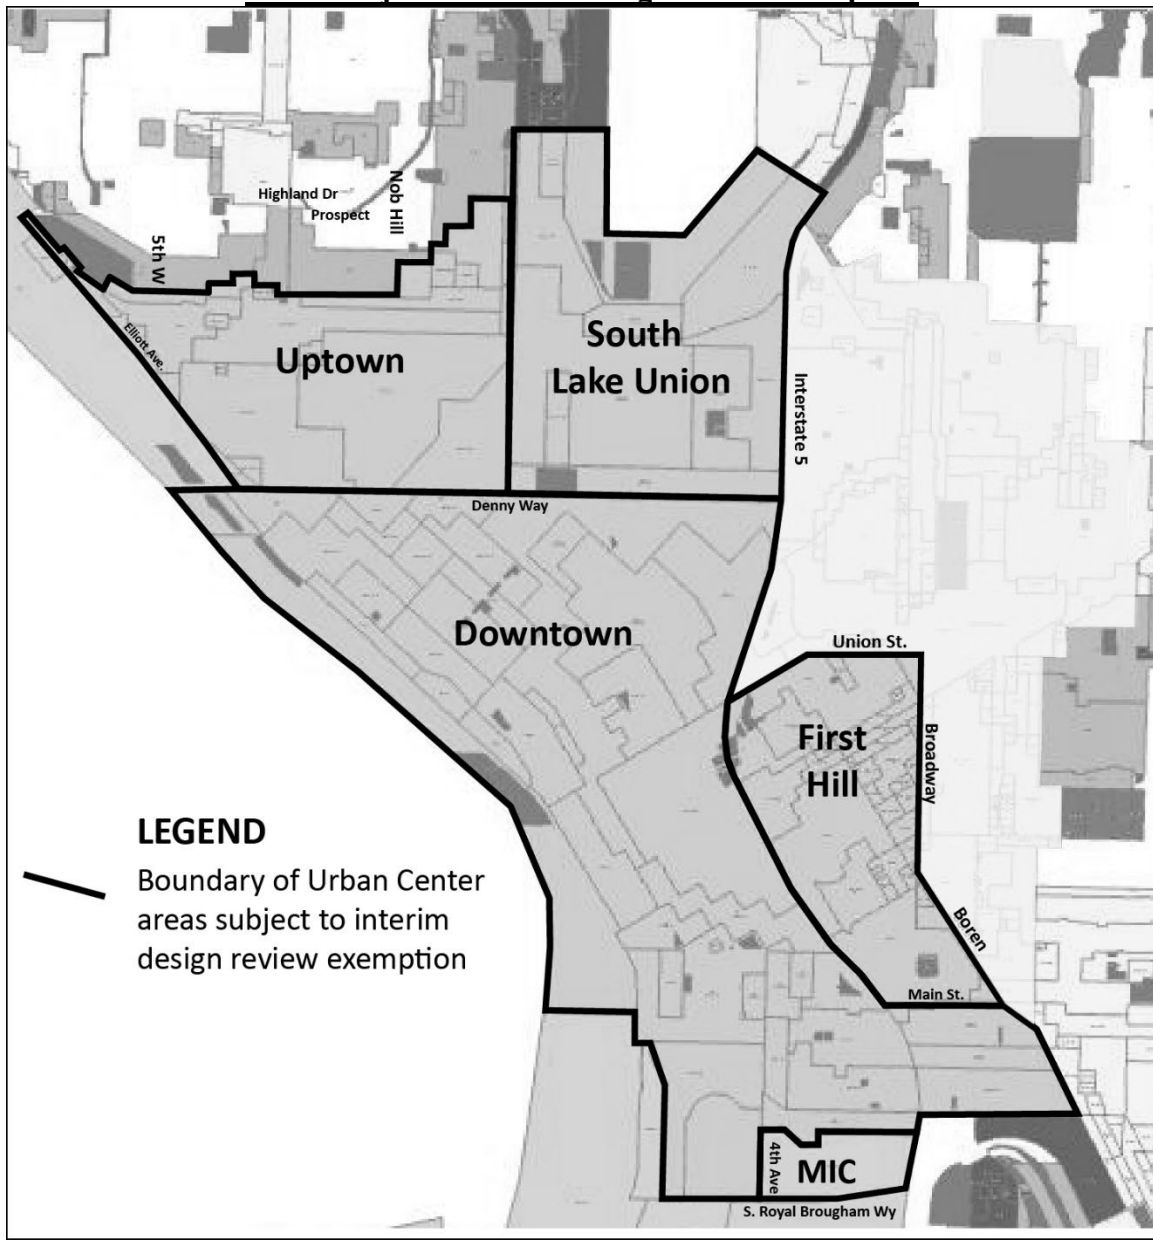 Highland Dr
Prospect
Nob Hill
5th W
Elliott Ave.
Uptown
South
Lake Union
Interstate 5
Denny Way
Downtown
Union St.
First
Hill
Broadway
LEGEND
Boundary of Urban Center
areas subject to interim
design review exemption
Boren
Main St.
4th Ave
MIC
S. Royal Brougham Wy